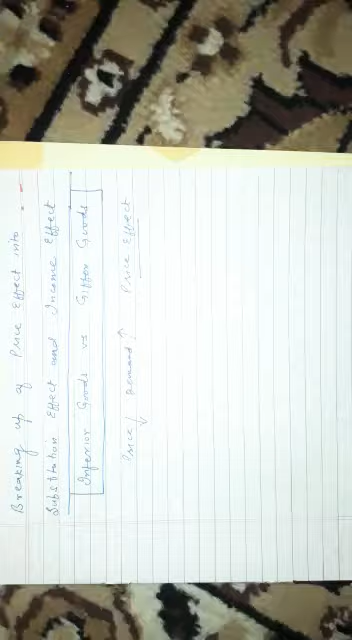 Breaking up of Price Effect into
Substitution Effect and Income Effect
Inferior Goods vs Giffen Goods
Price ↓ Demand ↑ Price Effect